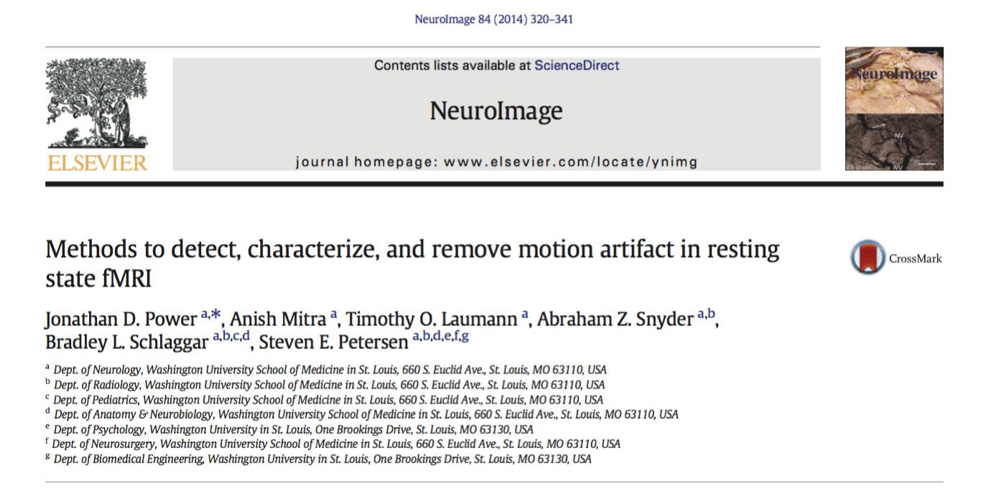 NeuroImage 84 (2014) 320–341
Contents lists available at ScienceDirect
NeuroImage
journal homepage: www.elsevier.com/locate/ynimg
ELSEVIER
NeuroImage
NV
Methods to detect, characterize, and remove motion artifact in resting
state fMRI
CrossMark
Jonathan D. Power a,*, Anish Mitra a, Timothy O. Laumann a, Abraham Z. Snyder a,b,
Bradley L. Schlaggar a,b,c,d, Steven E. Petersen a,b,d,e,f,g
a Dept. of Neurology, Washington University School of Medicine in St. Louis, 660 S. Euclid Ave., St. Louis, MO 63110, USA
b Dept. of Radiology, Washington University School of Medicine in St. Louis, 660 S. Euclid Ave., St. Louis, MO 63110, USA
c Dept. of Pediatrics, Washington University School of Medicine in St. Louis, 660 S. Euclid Ave., St. Louis, MO 63110, USA
d Dept. of Anatomy & Neurobiology, Washington University School of Medicine in St. Louis, 660 S. Euclid Ave., St. Louis, MO 63110, USA
e Dept. of Psychology, Washington University in St. Louis, One Brookings Drive, St. Louis, MO 63130, USA
f Dept. of Neurosurgery, Washington University School of Medicine in St. Louis, 660 S. Euclid Ave., St. Louis, MO 63110, USA
g Dept. of Biomedical Engineering, Washington University in St. Louis, One Brookings Drive, St. Louis, MO 63130, USA